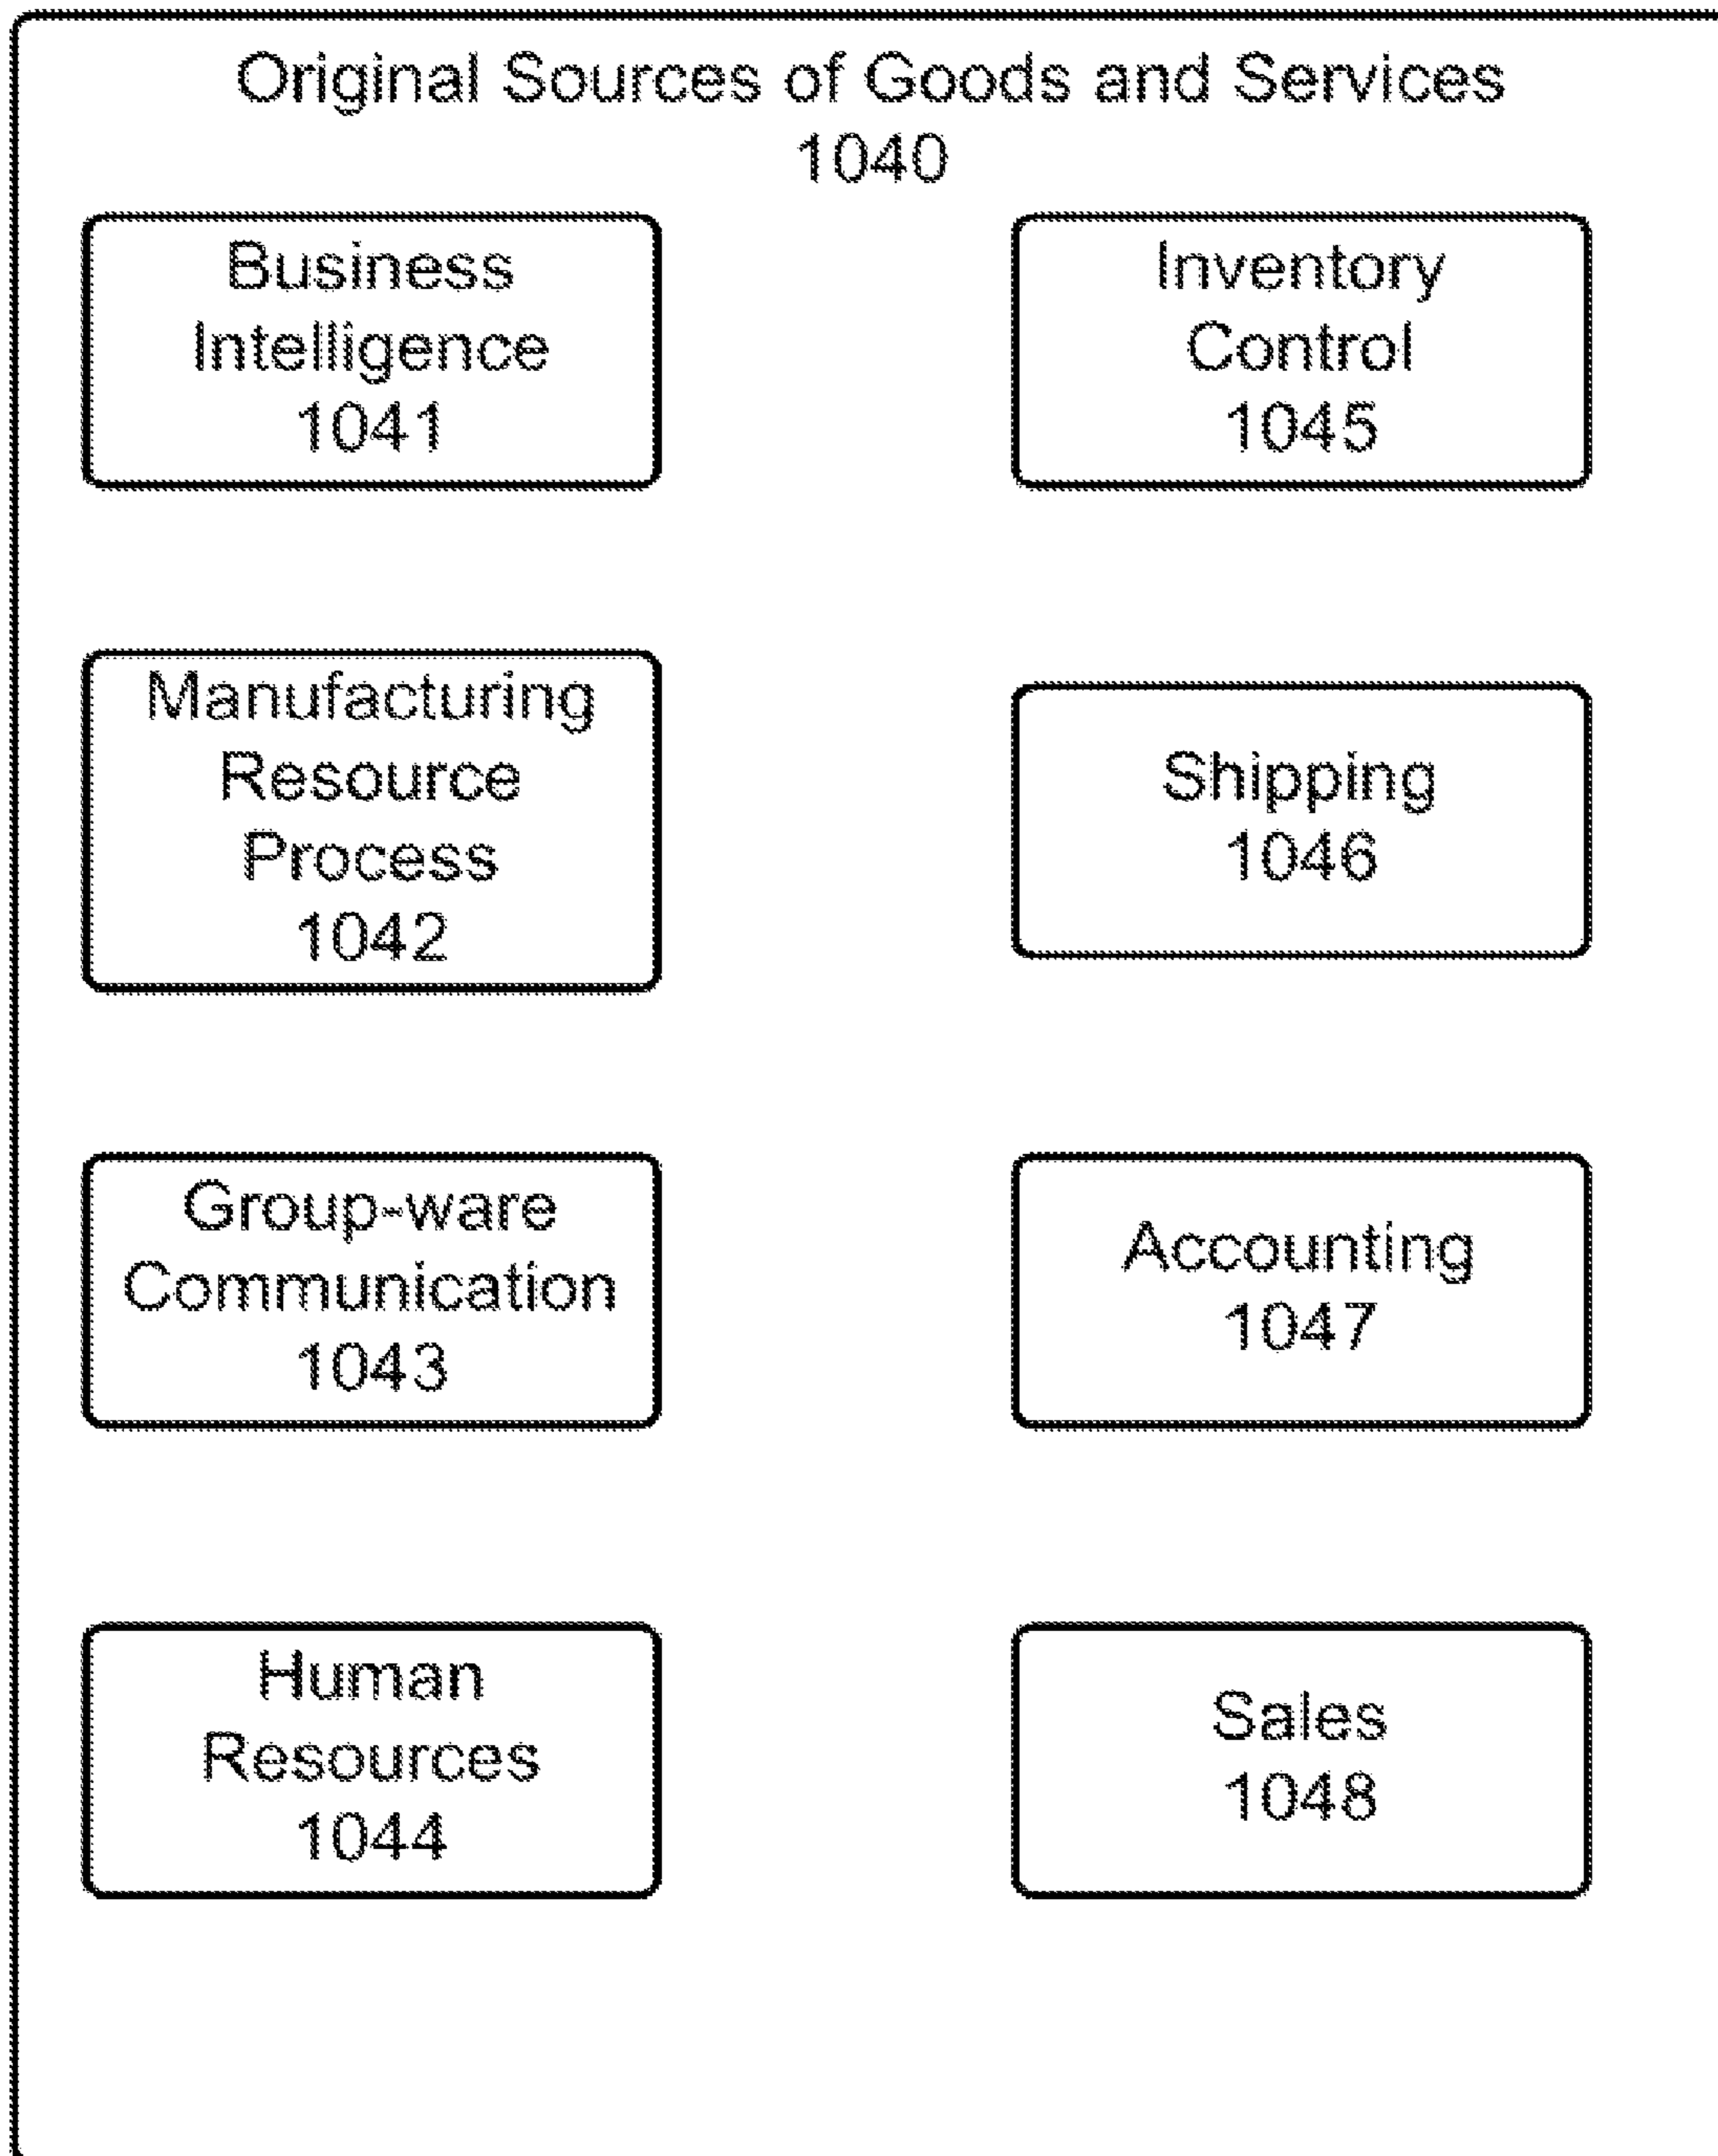 Original Sources of Goods and Services
1040
Business
Intelligence
1041
Inventory
Control
1045
Manufacturing
Resource
Process
1042
Shipping
1046
Group-ware
Communication
1043
Accounting
1047
Human
Resources
1044
Sales
1048